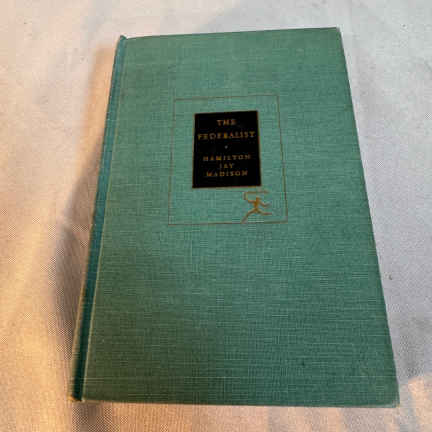 THE
FEDERALIST
HAMILTON
JAY
MADISON